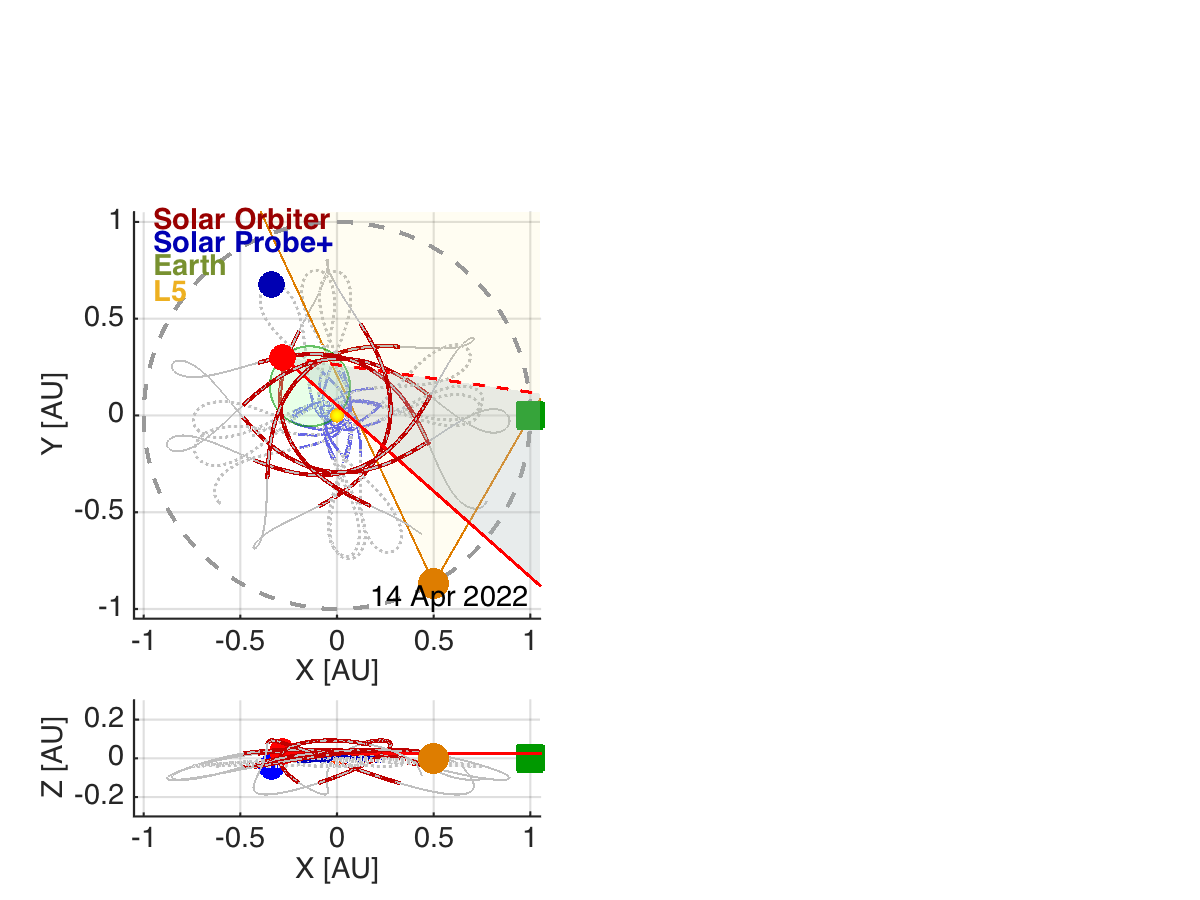 1
Solar Orbiter
Solar Probe+
Earth
L5
0.5
0
-0.5
-1
Y [AU]
14 Apr 2022
-1 -0.5 0 0.5 1
X [AU]
0.2
0
-0.2
Z [AU]
-1 -0.5 0 0.5 1
X [AU]